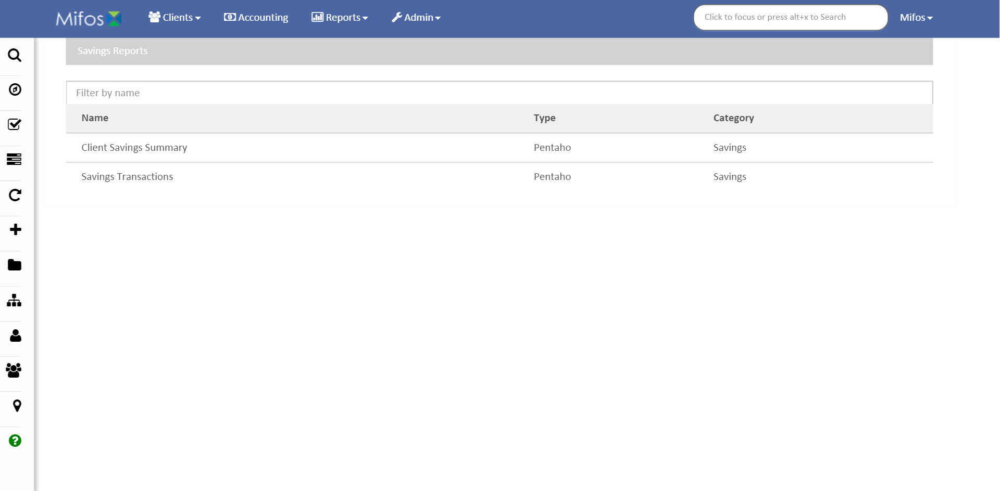 Mifos Clients Accounting Reports Admin Click to focus or press alt+x to Search Mifos
Savings Reports
Filter by name
Name Type Category
Client Savings Summary Pentaho Savings
Savings Transactions Pentaho Savings